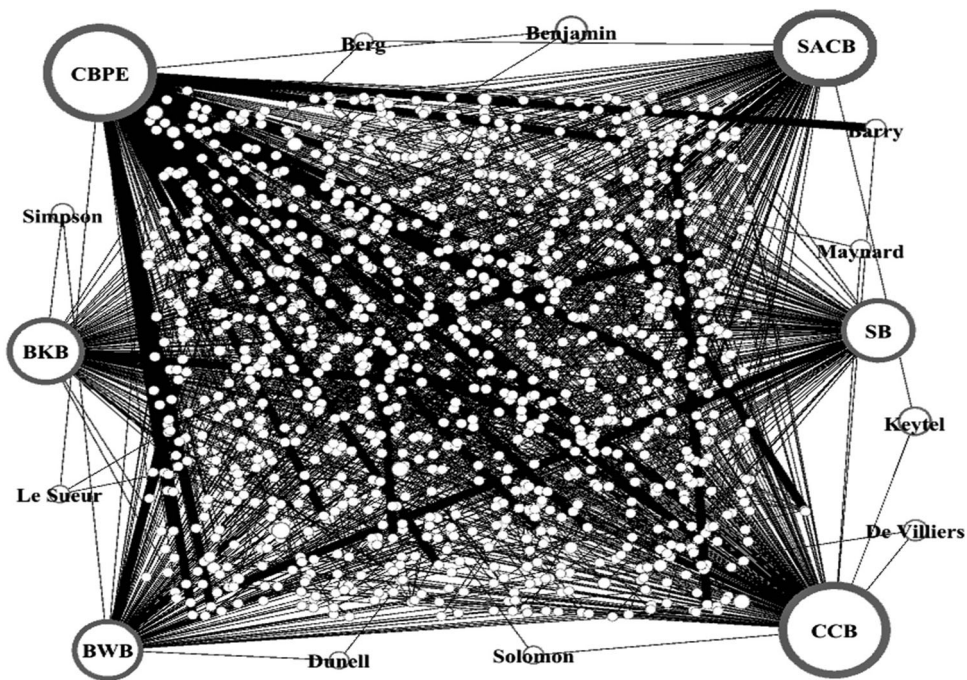 Benjamin
Berg
SACB
CBPE
Barry
Simpson
Maynard
SB
BKB
Keytel
Le Sueur
De Villiers
CCB
BWB
Dunell
Solomon